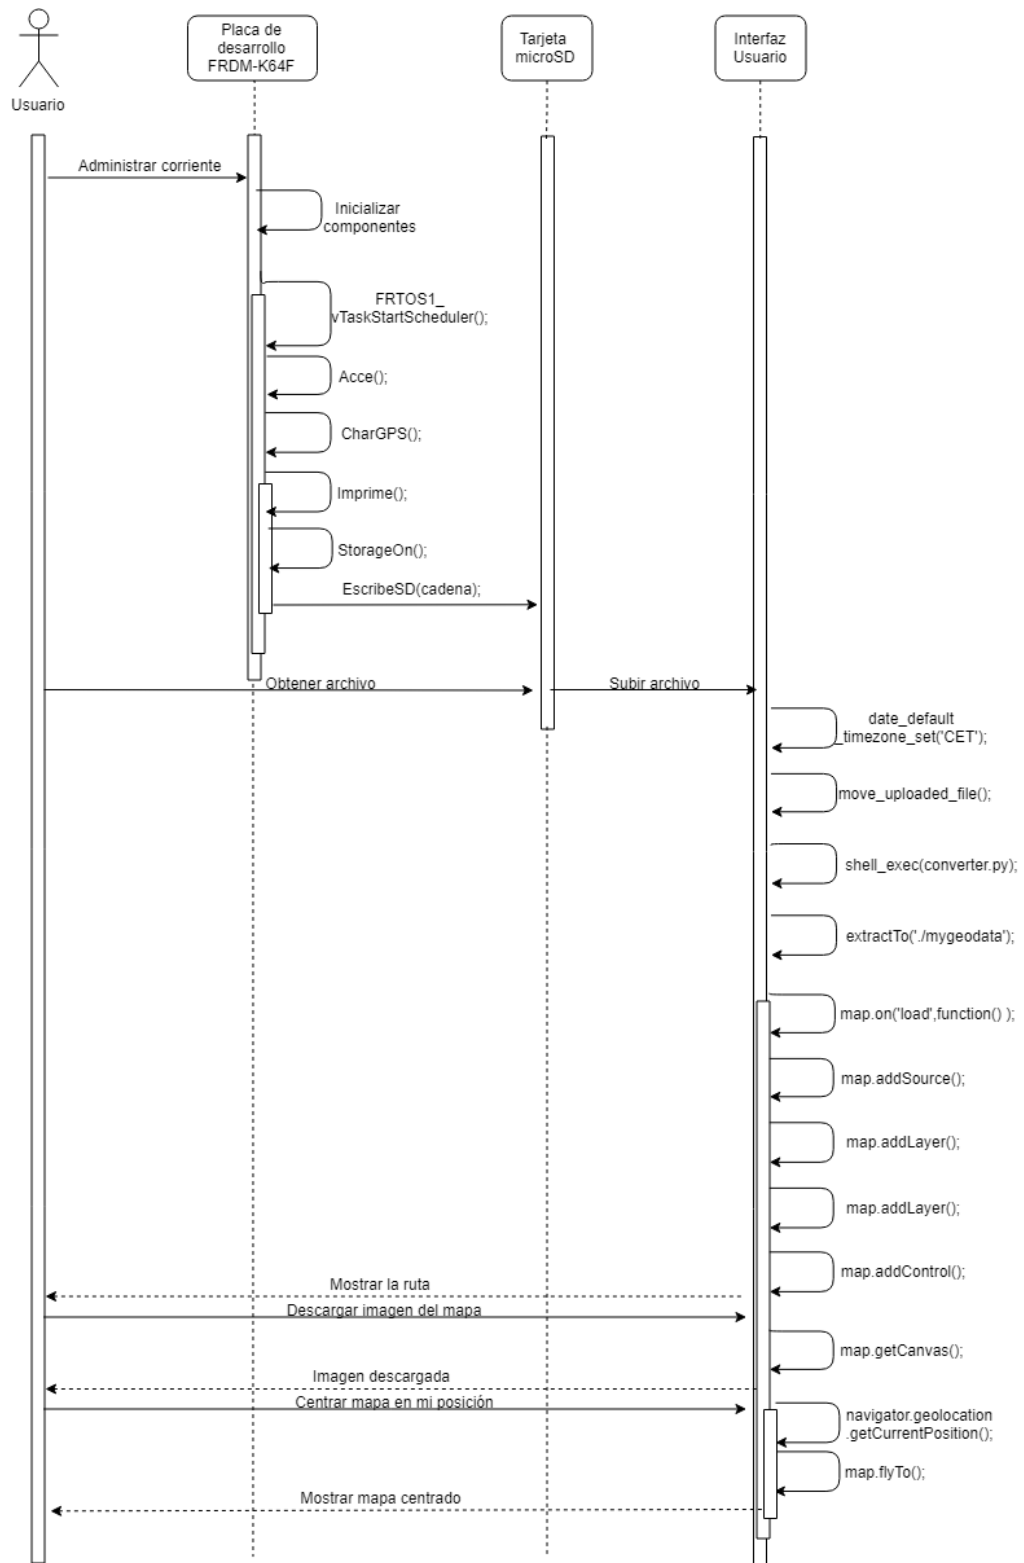 Usuario
Placa de
desarrollo
FRDM-K64F
Tarjeta
microSD
Interfaz
Usuario
Administrar corriente
Inicializar
componentes
FRTOS1_
vTaskStartScheduler();
Acce();
CharGPS();
Imprime();
StorageOn();
EscribeSD(cadena);
Obtener archivo
Subir archivo
date_default
_timezone_set('CET');
move_uploaded_file();
shell_exec(converter.py);
extractTo('./mygeodata');
map.on('load',function() );
map.addSource();
map.addLayer();
map.addLayer();
map.addControl();
Mostrar la ruta
Descargar imagen del mapa
map.getCanvas();
Imagen descargada
Centrar mapa en mi posición
navigator.geolocation
.getCurrentPosition();
map.flyTo();
Mostrar mapa centrado